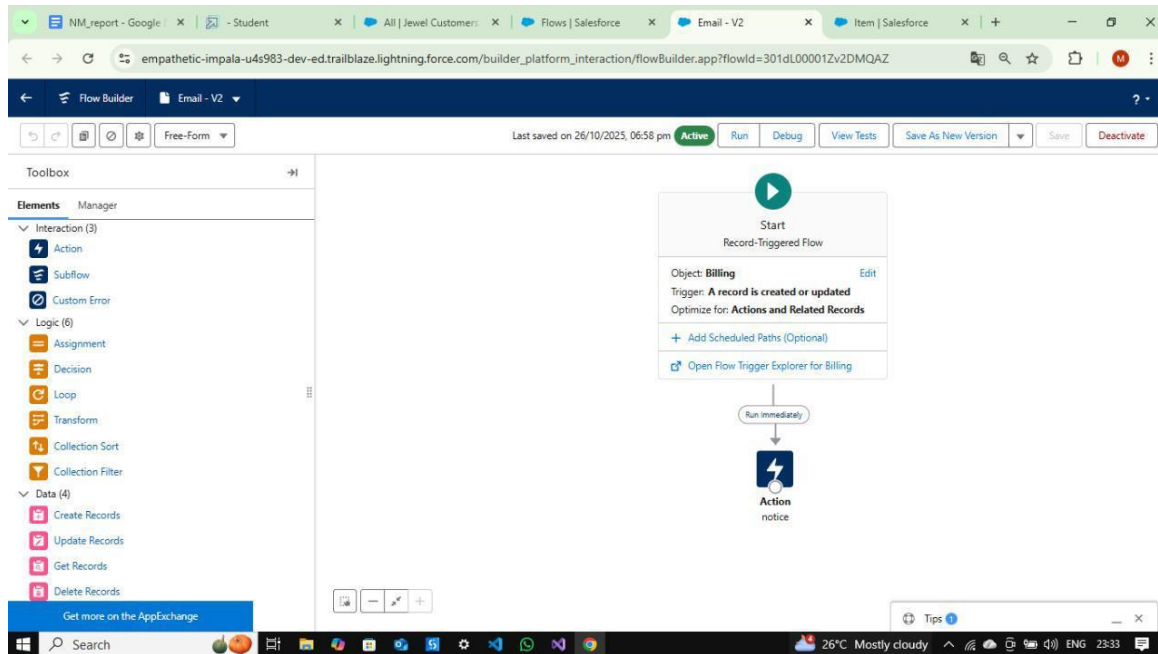 NM_report - Google
- Student
All | Jewel Customers
Flows | Salesforce
Email - V2
Item | Salesforce
empathetic-impala-u4s983-dev-ed.trailblaze.lightning.force.com/builder_platform_interaction/flowBuilder.app?flowId=301dL00001Zv2DMQAZ
M
Flow Builder
Email - V2
?
Free-Form
Last saved on 26/10/2025, 06:58 pm
Active
Run
Debug
View Tests
Save As New Version
Save
Deactivate
Toolbox
Elements
Manager
Interaction (3)
Action
Subflow
Custom Error
Logic (6)
Assignment
Decision
Loop
Transform
Collection Sort
Collection Filter
Data (4)
Create Records
Update Records
Get Records
Delete Records
Get more on the AppExchange
Start
Record-Triggered Flow
Object: Billing
Edit
Trigger: A record is created or updated
Optimize for: Actions and Related Records
+ Add Scheduled Paths (Optional)
Open Flow Trigger Explorer for Billing
Run Immediately
Action
notice
Tips 1
Search
26°C Mostly cloudy
ENG
23:33